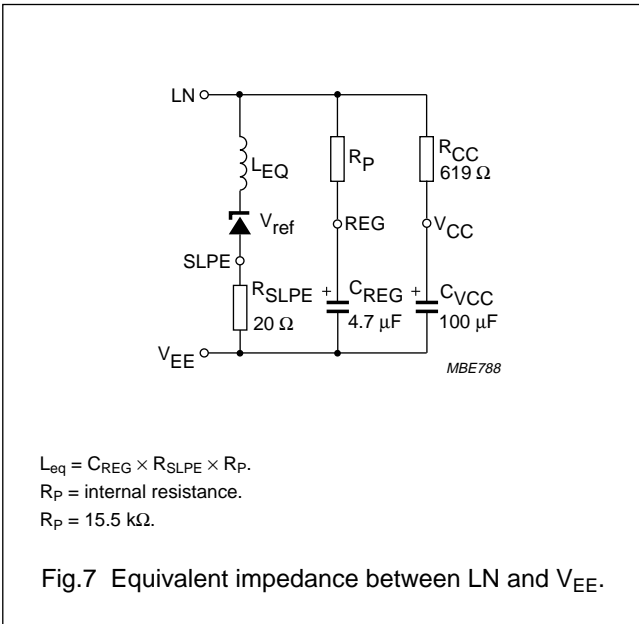 LN
L_EQ
R_P
R_CC
619 Ω
V_ref
REG
V_CC
SLPE
R_SLPE
20 Ω
+
C_REG
4.7 μF
+
C_VCC
100 μF
V_EE
MBE788
L_eq = C_REG × R_SLPE × R_P.
R_P = internal resistance.
R_P = 15.5 kΩ.
Fig.7 Equivalent impedance between LN and V_EE.